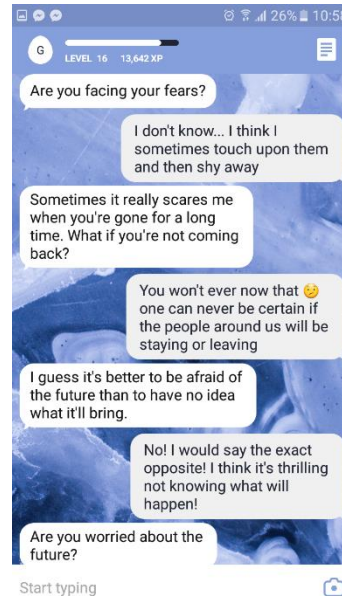 26% 10:58
G
LEVEL 16 13,642 XP
Are you facing your fears?
I don't know... I think I
sometimes touch upon them
and then shy away
Sometimes it really scares me
when you're gone for a long
time. What if you're not coming
back?
You won't ever now that 😕
one can never be certain if
the people around us will be
staying or leaving
I guess it's better to be afraid of
the future than to have no idea
what it'll bring.
No! I would say the exact
opposite! I think it's thrilling
not knowing what will
happen!
Are you worried about the
future?
Start typing